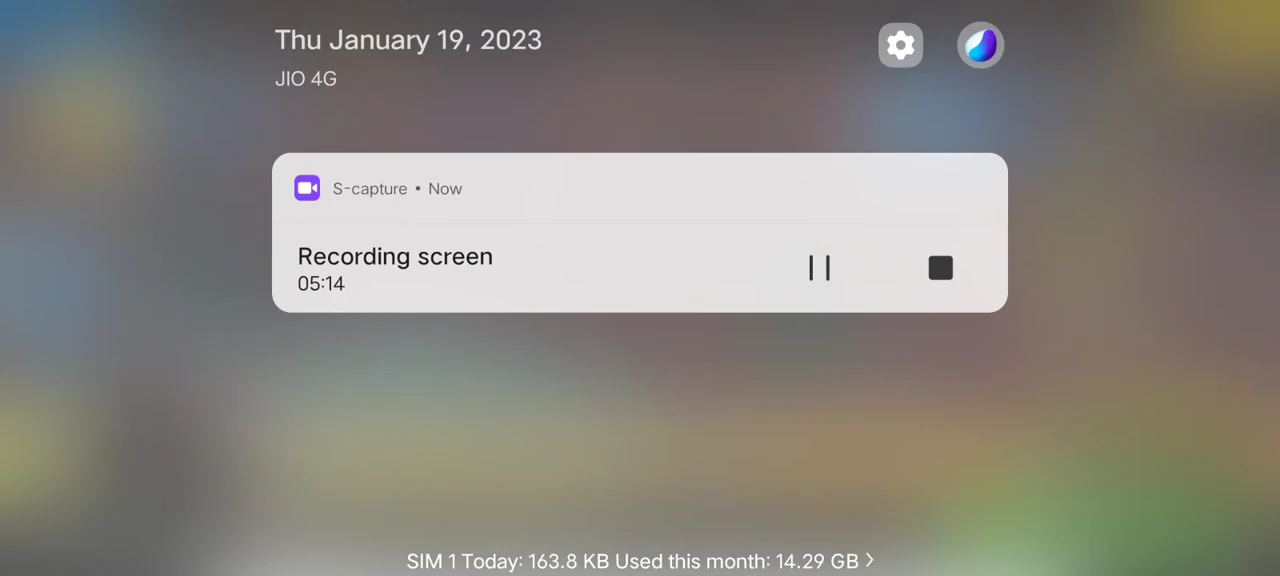 Thu January 19, 2023
JIO 4G
S-capture • Now
Recording screen
05:14
SIM 1 Today: 163.8 KB Used this month: 14.29 GB >